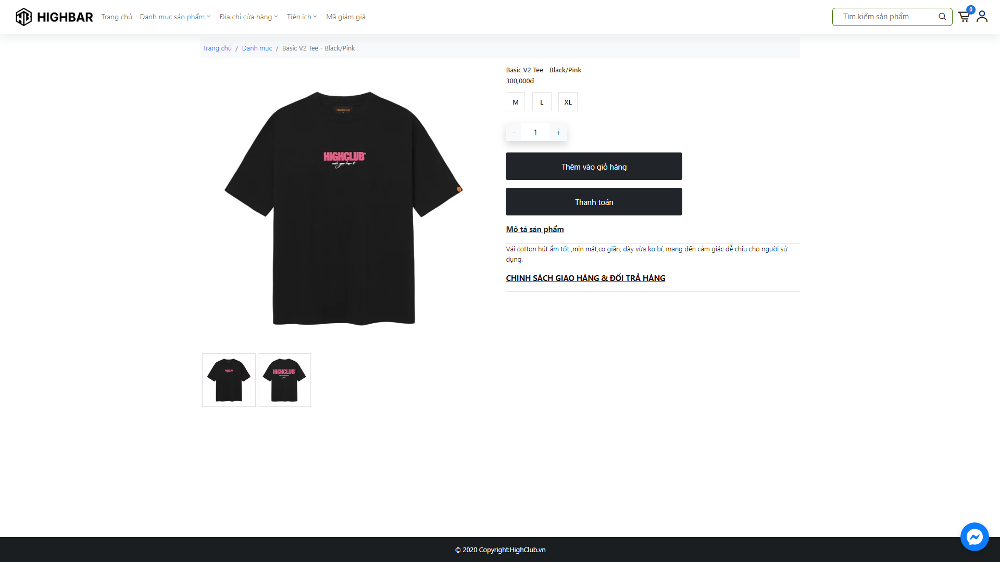 HIGHBAR
Trang chủ
Danh mục sản phẩm
Địa chỉ cửa hàng
Tiện ích
Mã giảm giá
Tìm kiếm sản phẩm
0
Trang chủ / Danh mục / Basic V2 Tee - Black/Pink
Basic V2 Tee - Black/Pink
300,000đ
M L XL
- 1 +
Thêm vào giỏ hàng
Thanh toán
Mô tả sản phẩm
Vải cotton hút ẩm tốt ,mịn mát,co giãn, dày vừa ko bí, mang đến cảm giác dễ chịu cho người sử
dụng.
CHINH SÁCH GIAO HÀNG & ĐỔI TRẢ HÀNG
HIGHCLUB
HIGHCLUB
HIGHCLUB
© 2020 Copyright:HighClub.vn